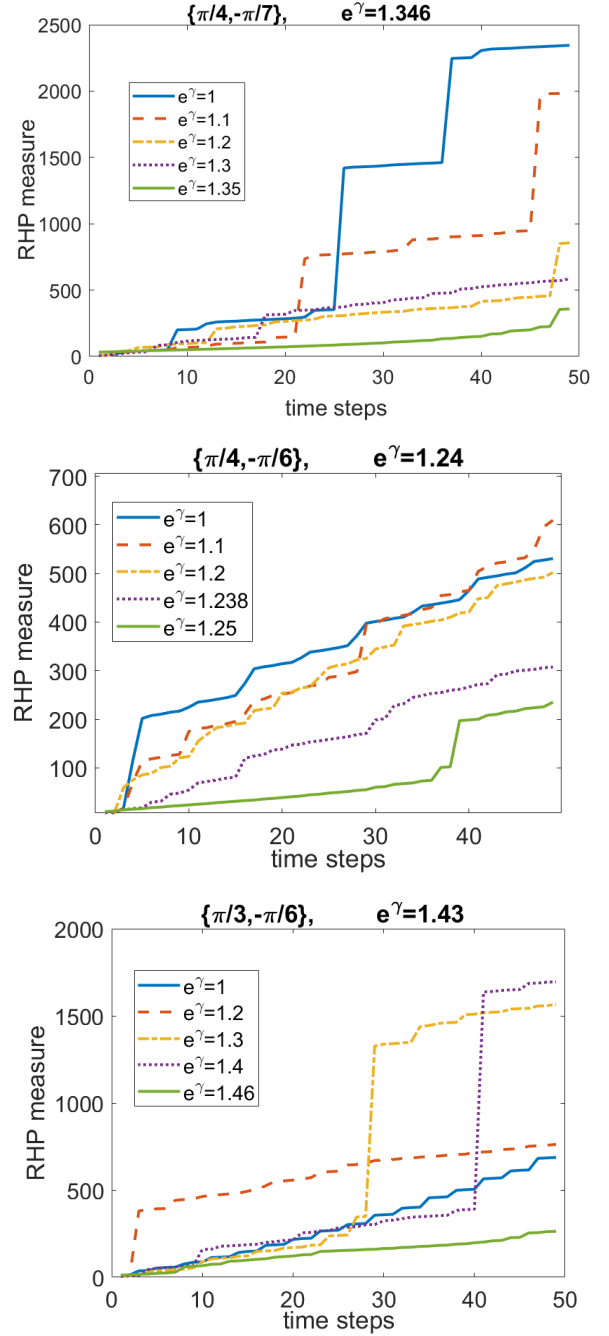 {π/4,-π/7}, e^γ=1.346
2500
2000
1500
1000
500
0
RHP measure
e^γ=1
e^γ=1.1
e^γ=1.2
e^γ=1.3
e^γ=1.35
0 10 20 30 40 50
time steps
{π/4,-π/6}, e^γ=1.24
700
600
500
400
300
200
100
RHP measure
e^γ=1
e^γ=1.1
e^γ=1.2
e^γ=1.238
e^γ=1.25
0 10 20 30 40
time steps
{π/3,-π/6}, e^γ=1.43
2000
1500
1000
500
0
RHP measure
e^γ=1
e^γ=1.2
e^γ=1.3
e^γ=1.4
e^γ=1.46
0 10 20 30 40 50
time steps